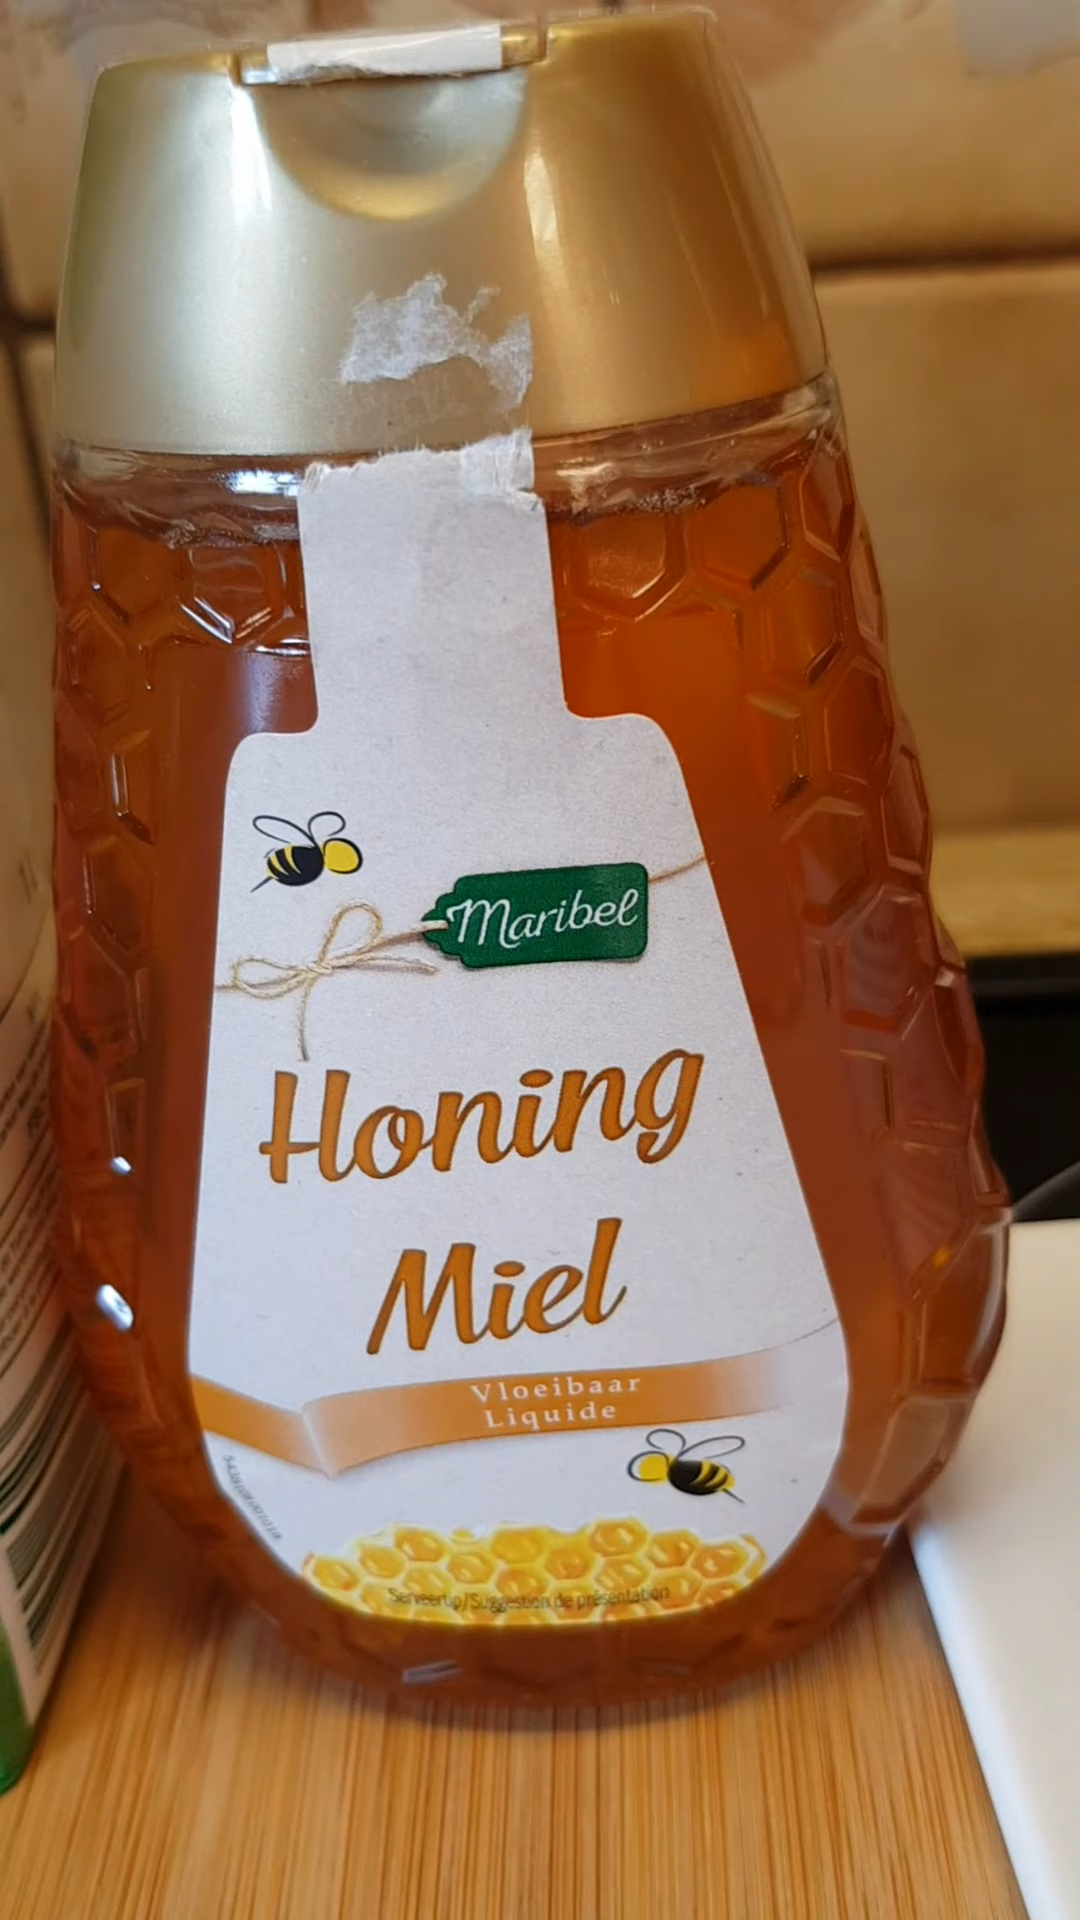 Maribel
Honing
Miel
Vloeibaar
Liquide
Serveertip/Suggestion de présentation